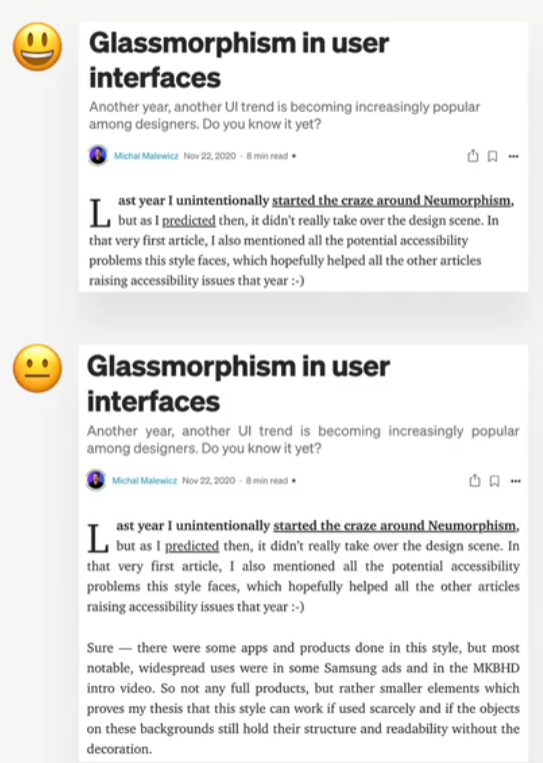 Glassmorphism in user
interfaces
Another year, another UI trend is becoming increasingly popular
among designers. Do you know it yet?
Michal Malewicz Nov 22, 2020 · 8 min read
Last year I unintentionally started the craze around Neumorphism,
but as I predicted then, it didn't really take over the design scene. In
that very first article, I also mentioned all the potential accessibility
problems this style faces, which hopefully helped all the other articles
raising accessibility issues that year :-)
Glassmorphism in user
interfaces
Another year, another UI trend is becoming increasingly popular
among designers. Do you know it yet?
Michal Malewicz Nov 22, 2020 · 8 min read
Last year I unintentionally started the craze around Neumorphism,
but as I predicted then, it didn't really take over the design scene. In
that very first article, I also mentioned all the potential accessibility
problems this style faces, which hopefully helped all the other articles
raising accessibility issues that year :-)
Sure — there were some apps and products done in this style, but most
notable, widespread uses were in some Samsung ads and in the MKBHD
intro video. So not any full products, but rather smaller elements which
proves my thesis that this style can work if used scarcely and if the objects
on these backgrounds still hold their structure and readability without the
decoration.